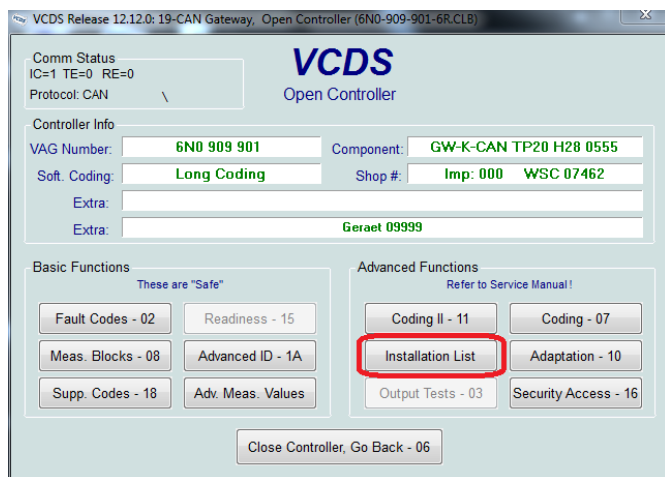 VCDS Release 12.12.0: 19-CAN Gateway, Open Controller (6N0-909-901-6R.CLB)
Comm Status
IC=1 TE=0 RE=0
Protocol: CAN \
VCDS
Open Controller
Controller Info
VAG Number: 6N0 909 901 Component: GW-K-CAN TP20 H28 0555
Soft. Coding: Long Coding Shop #: Imp: 000 WSC 07462
Extra:
Extra: Geraet 09999
Basic Functions
These are "Safe"
Fault Codes - 02 Readiness - 15
Meas. Blocks - 08 Advanced ID - 1A
Supp. Codes - 18 Adv. Meas. Values
Advanced Functions
Refer to Service Manual!
Coding II - 11 Coding - 07
Installation List Adaptation - 10
Output Tests - 03 Security Access - 16
Close Controller, Go Back - 06